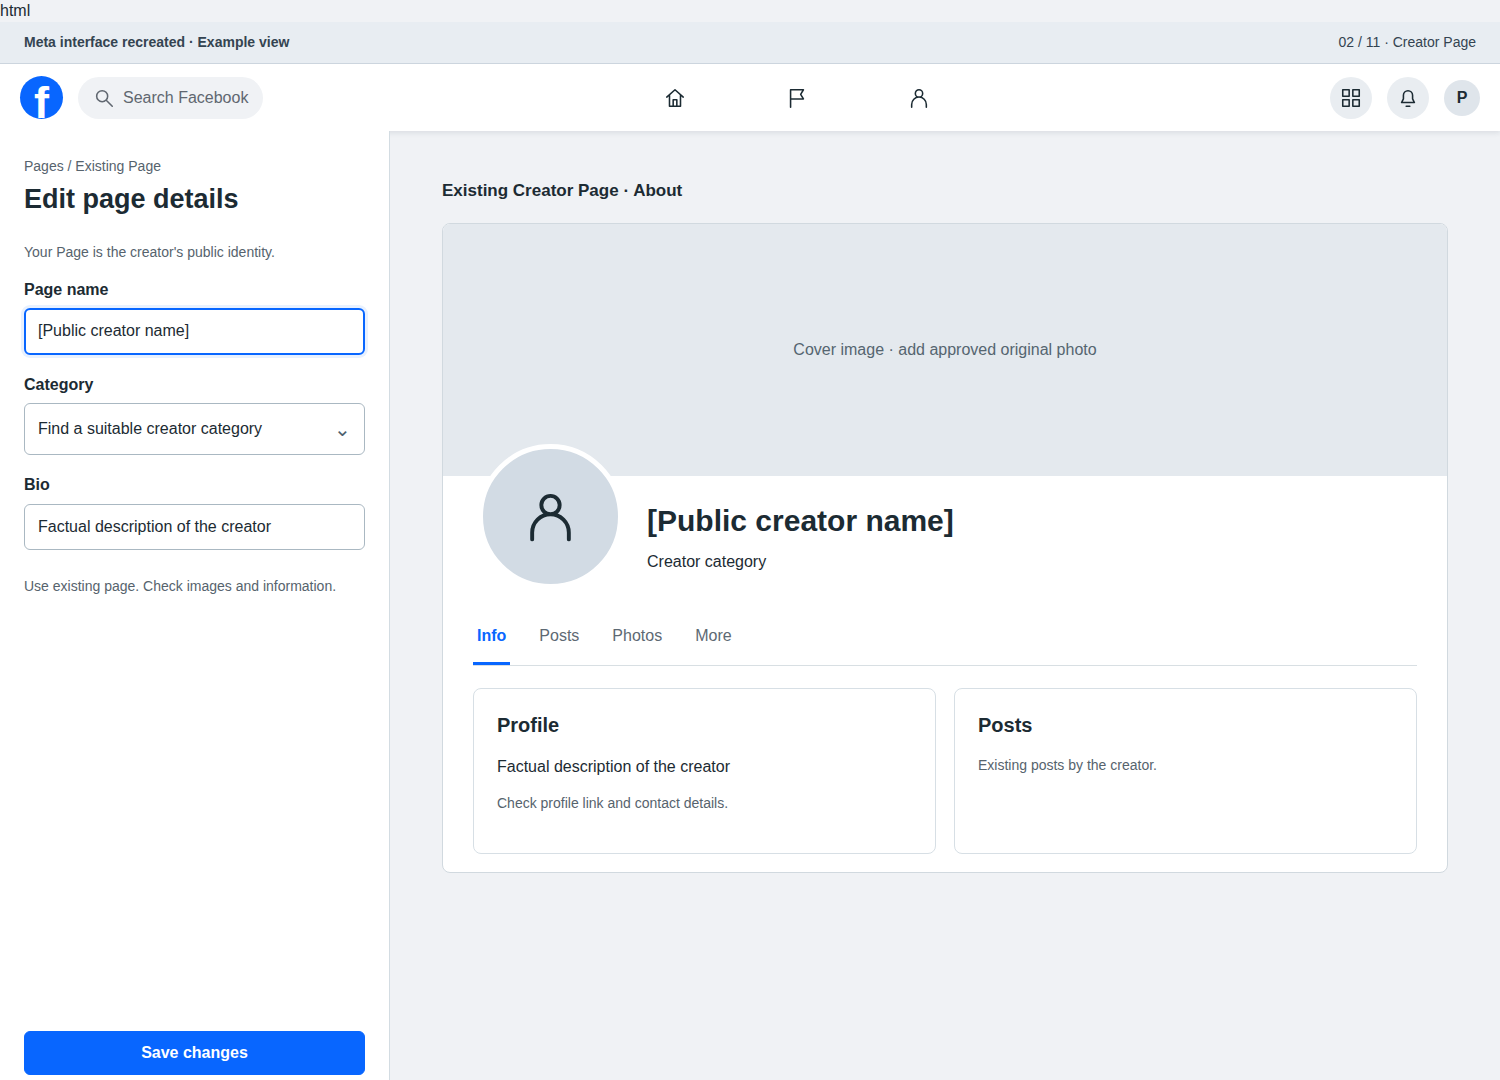 html
Meta interface recreated · Example view
02 / 11 · Creator Page
f
Search Facebook
P
Pages / Existing Page
Edit page details
Your Page is the creator's public identity.
Page name
[Public creator name]
Category
Find a suitable creator category
Bio
Factual description of the creator
Use existing page. Check images and information.
Save changes
Existing Creator Page · About
Cover image · add approved original photo
[Public creator name]
Creator category
Info
Posts
Photos
More
Profile
Factual description of the creator
Check profile link and contact details.
Posts
Existing posts by the creator.